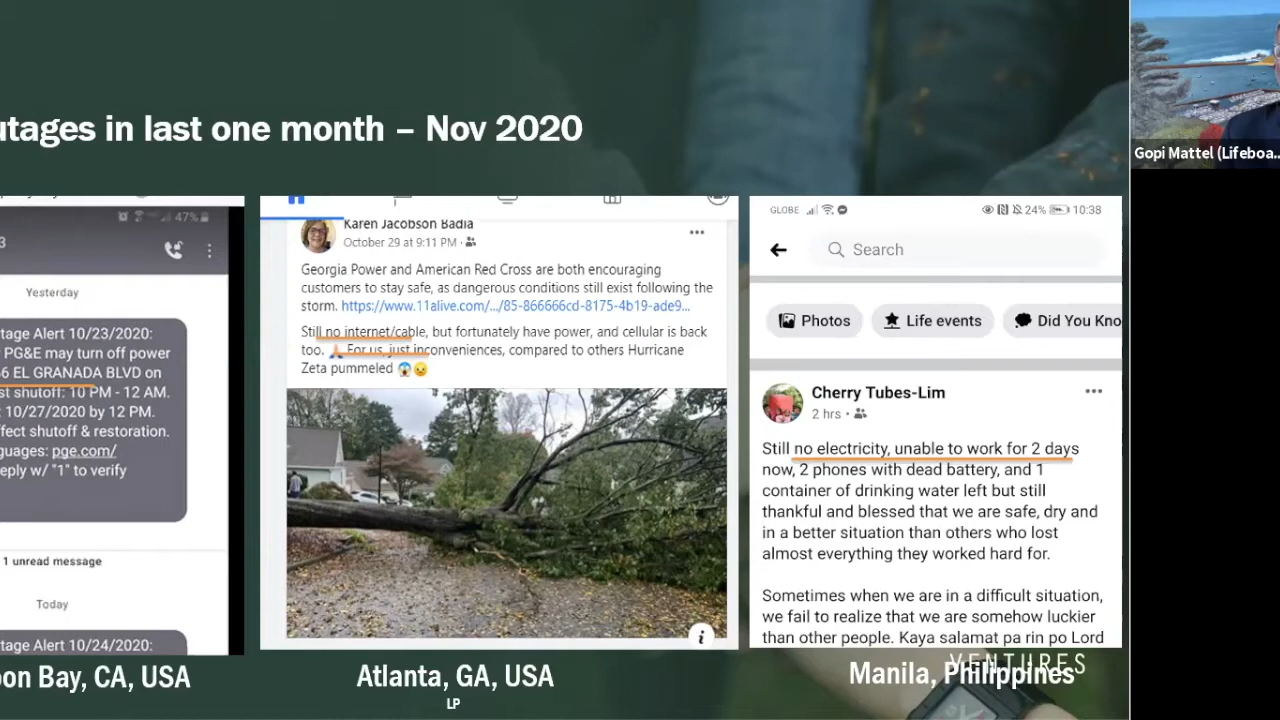 utages in last one month – Nov 2020
Gopi Mattel (Lifeboa...
47%
3
Yesterday
tage Alert 10/23/2020:
PG&E may turn off power
6 EL GRANADA BLVD on
st shutoff: 10 PM - 12 AM.
10/27/2020 by 12 PM.
ffect shutoff & restoration.
guages: pge.com/
eply w/ "1" to verify
1 unread message
Today
tage Alert 10/24/2020:
oon Bay, CA, USA
Karen Jacobson Badia
October 29 at 9:11 PM ·
Georgia Power and American Red Cross are both encouraging
customers to stay safe, as dangerous conditions still exist following the
storm. https://www.11alive.com/.../85-866666cd-8175-4b19-ade9...
Still no internet/cable, but fortunately have power, and cellular is back
too. 🙏 For us, just inconveniences, compared to others Hurricane
Zeta pummeled 😱😣
Atlanta, GA, USA
LP
GLOBE
24% 10:38
Search
Photos
Life events
Did You Kno
Cherry Tubes-Lim
2 hrs ·
Still no electricity, unable to work for 2 days
now, 2 phones with dead battery, and 1
container of drinking water left but still
thankful and blessed that we are safe, dry and
in a better situation than others who lost
almost everything they worked hard for.
Sometimes when we are in a difficult situation,
we fail to realize that we are somehow luckier
than other people. Kaya salamat pa rin po Lord
VENTURES
Manila, Philippines